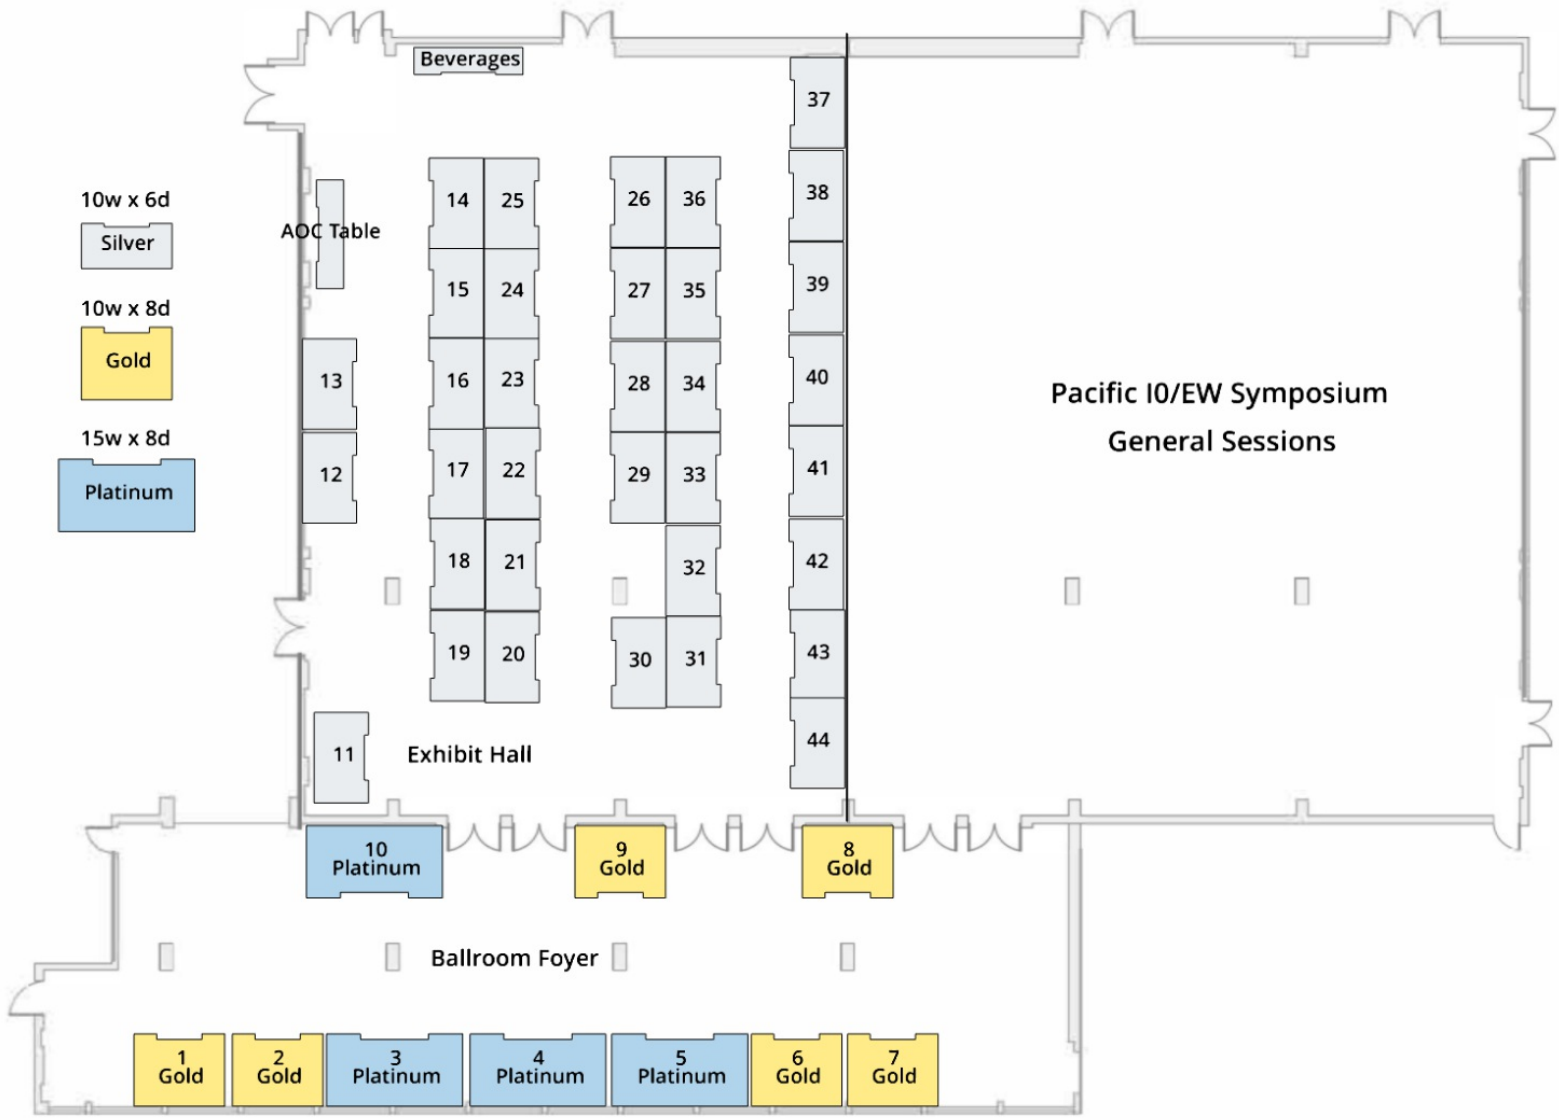 Beverages
37
10w x 6d
Silver
14 25 26 36 38
AOC Table
10w x 8d
Gold
15 24 27 35 39
13 16 23 28 34 40
Pacific I0/EW Symposium
General Sessions
15w x 8d
Platinum
12 17 22 29 33 41
18 21 32 42
19 20 30 31 43
11 Exhibit Hall 44
10
Platinum
9
Gold
8
Gold
Ballroom Foyer
1
Gold
2
Gold
3
Platinum
4
Platinum
5
Platinum
6
Gold
7
Gold